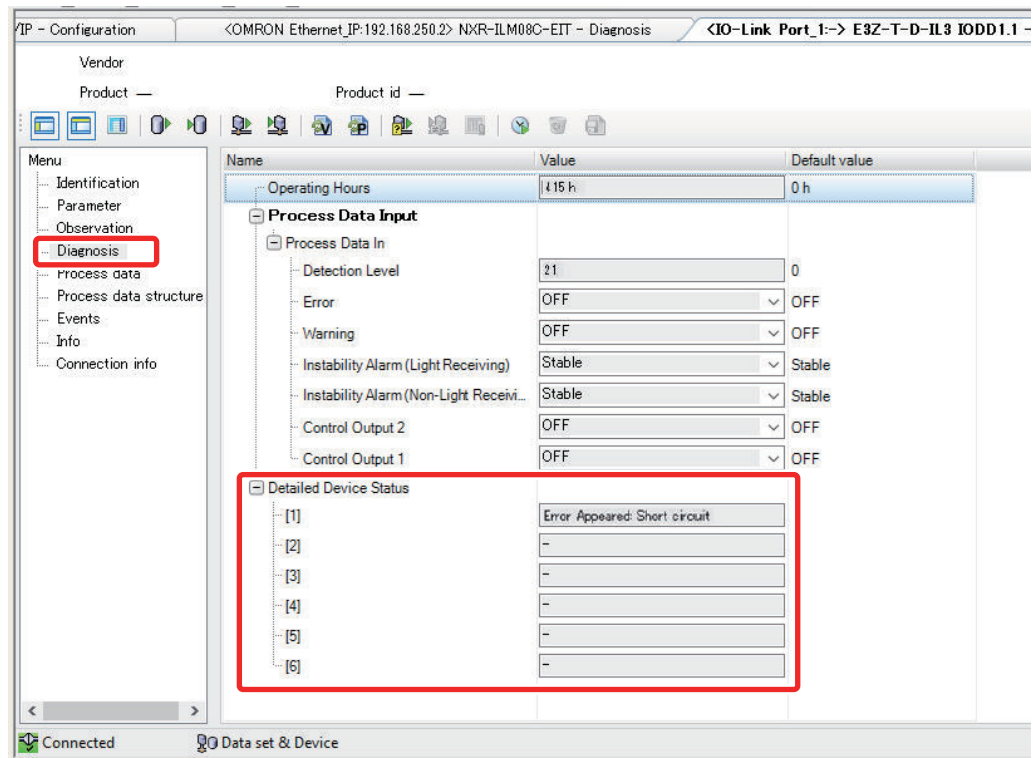 /IP - Configuration <OMRON Ethernet_IP:192.168.250.2> NXR-ILM08C-EIT - Diagnosis <IO-Link Port_1:-> E3Z-T-D-IL3 IODD1.1 -
Vendor
Product — Product id —
Menu
Identification
Parameter
Observation
Diagnosis
Process data
Process data structure
Events
Info
Connection info
Name Value Default value
Operating Hours 415 h 0 h
Process Data Input
Process Data In
Detection Level 21 0
Error OFF OFF
Warning OFF OFF
Instability Alarm (Light Receiving) Stable Stable
Instability Alarm (Non-Light Receivi... Stable Stable
Control Output 2 OFF OFF
Control Output 1 OFF OFF
Detailed Device Status
[1] Error Appeared: Short circuit
[2] -
[3] -
[4] -
[5] -
[6] -
Connected Data set & Device